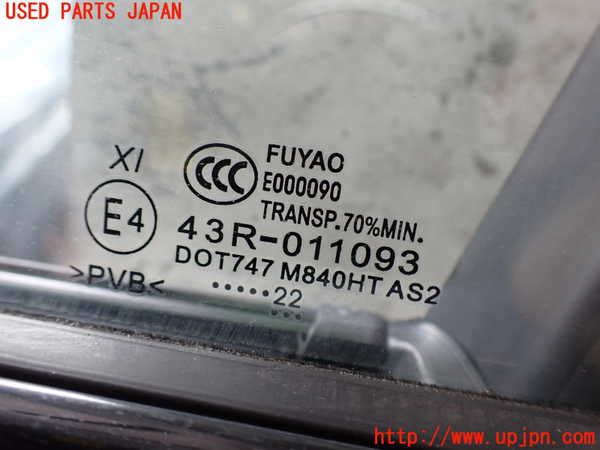 USED PARTS JAPAN
XI
CCC
FUYAO
E000090
TRANSP.70%MIN.
E4
43R-011093
DOT747 M840HT AS2
>PVB<
.....22
...
http://www.upjpn.com/